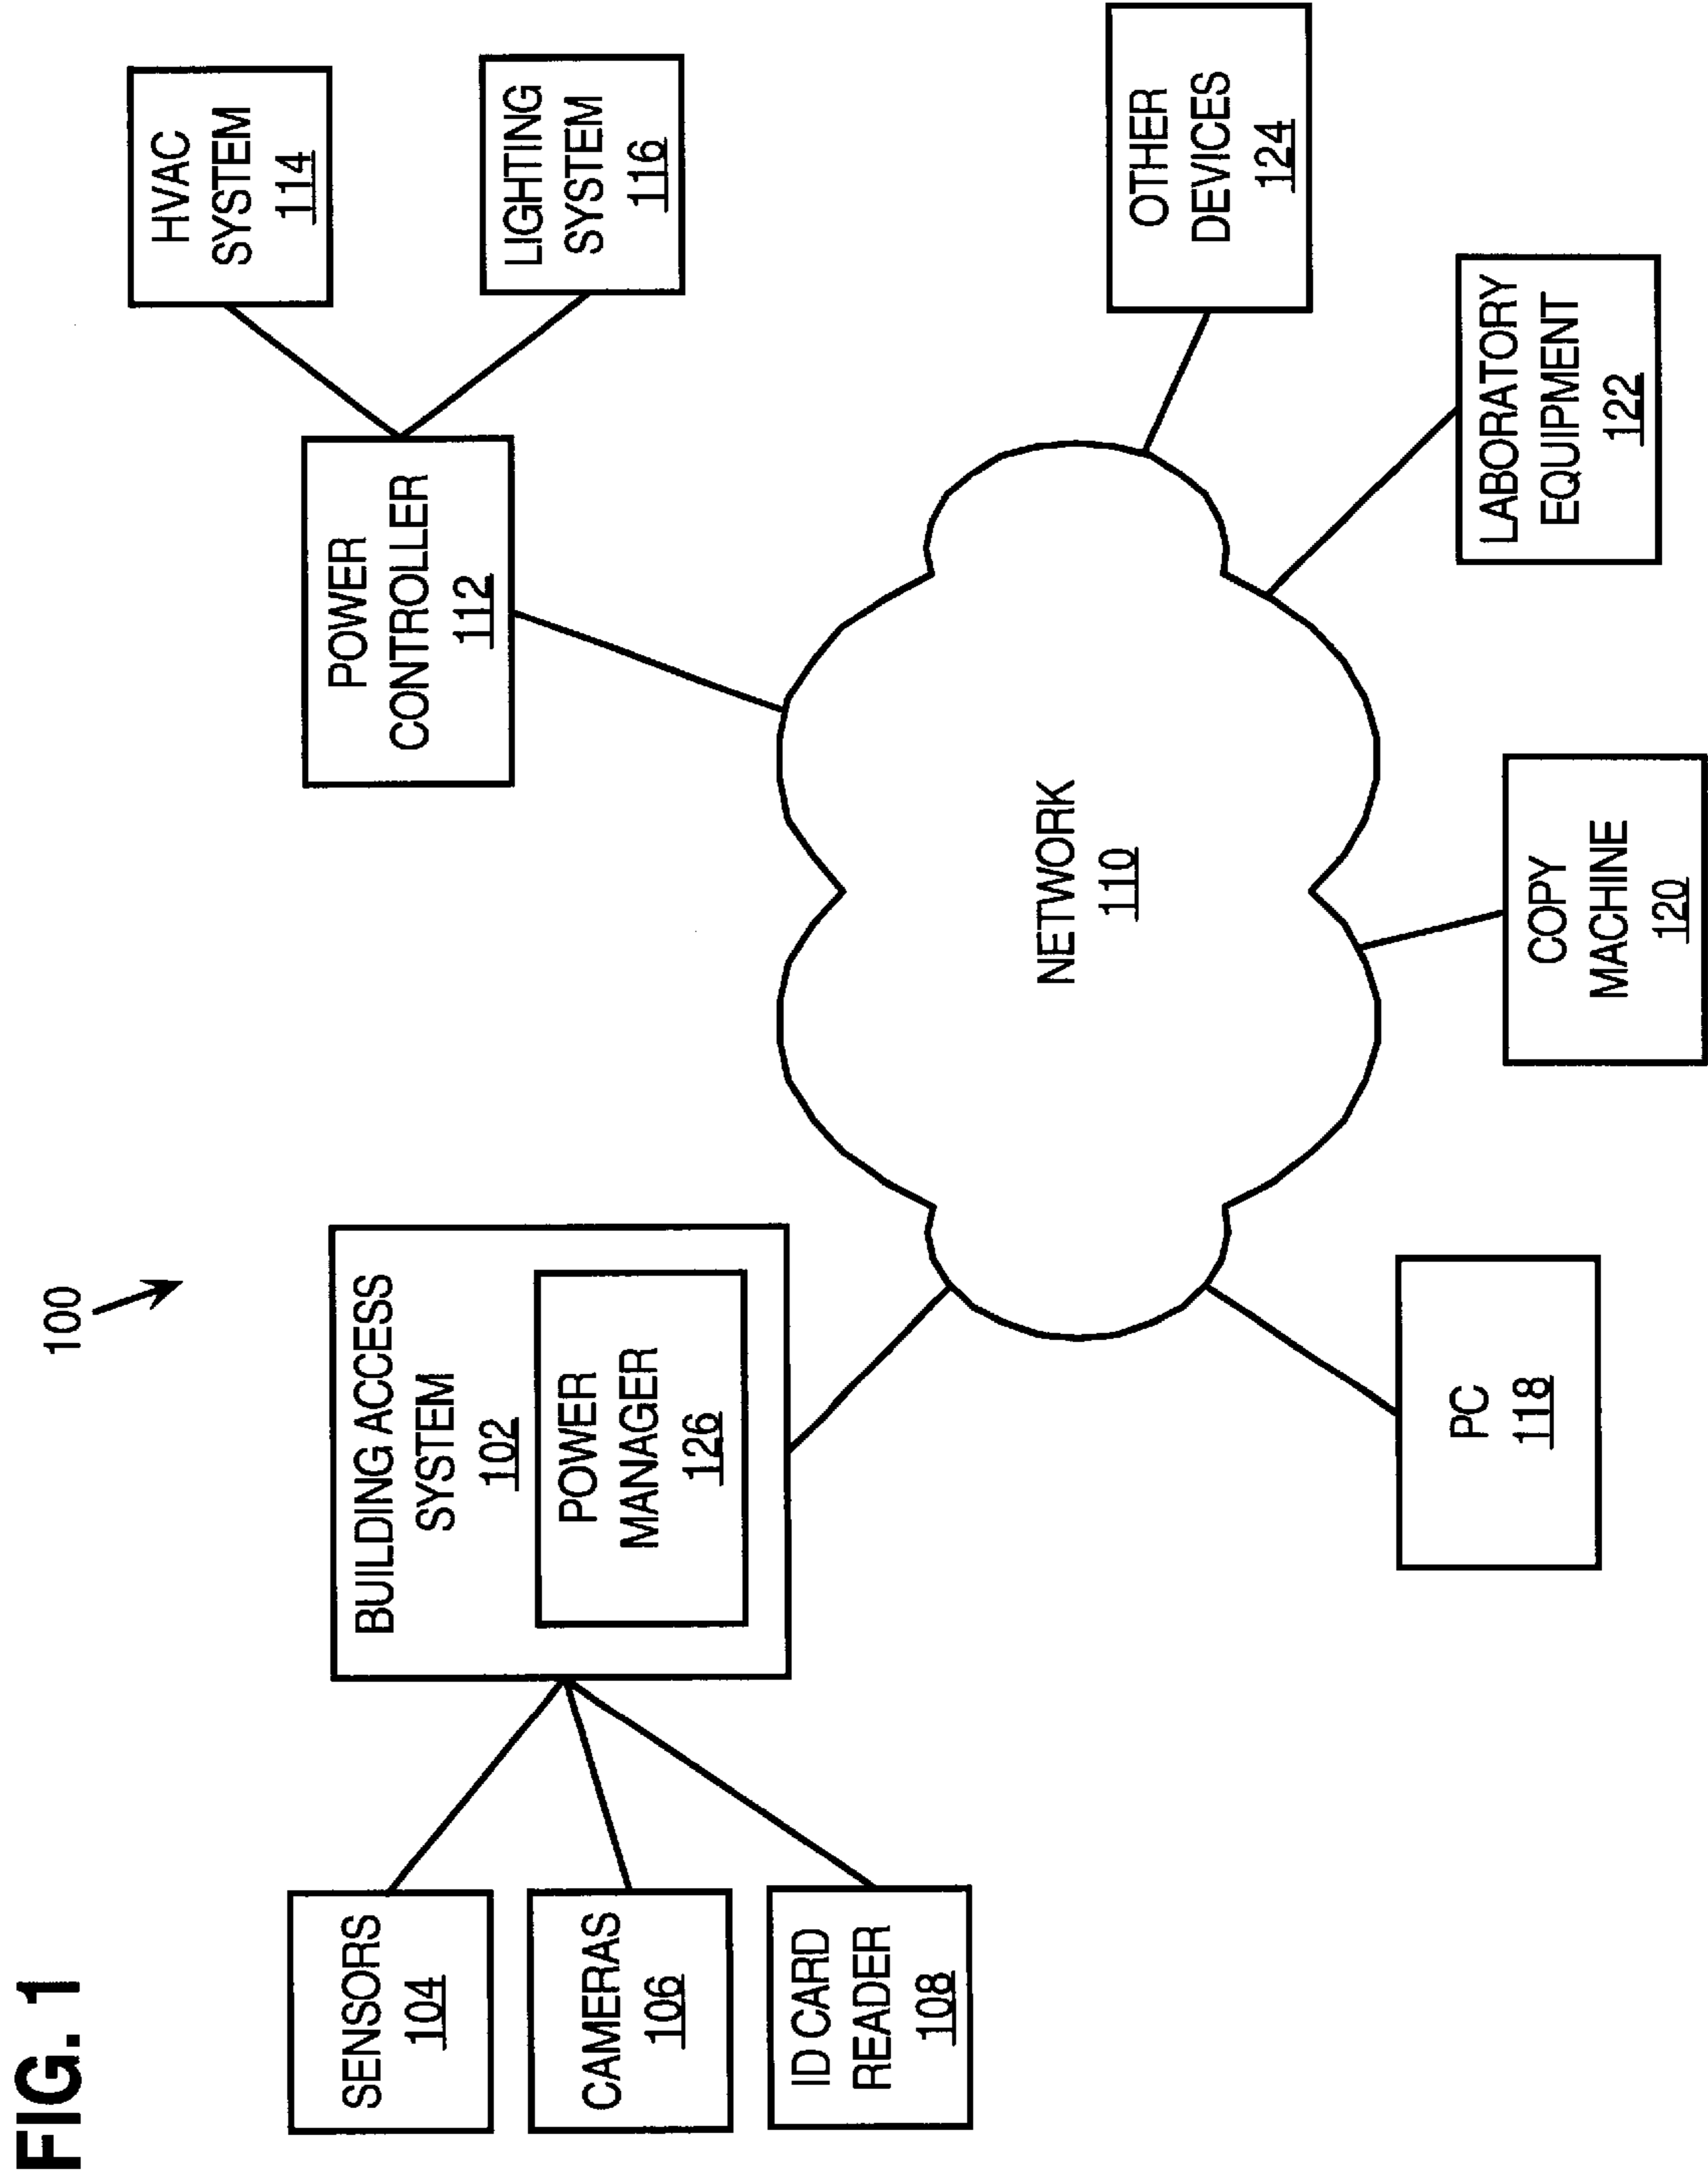 FIG. 1
100
SENSORS
104
CAMERAS
106
ID CARD
READER
108
BUILDING ACCESS
SYSTEM
102
POWER
MANAGER
126
POWER
CONTROLLER
112
HVAC
SYSTEM
114
LIGHTING
SYSTEM
116
NETWORK
110
PC
118
COPY
MACHINE
120
LABORATORY
EQUIPMENT
122
OTHER
DEVICES
124